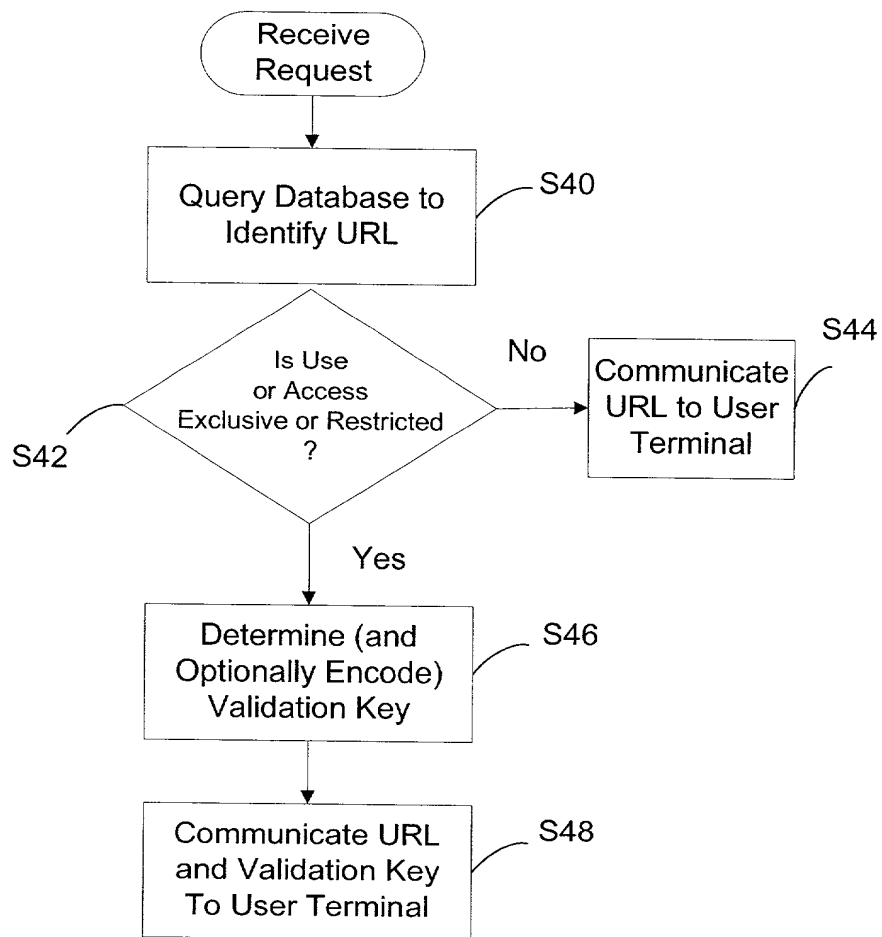 Receive
Request
Query Database to
Identify URL
S40
Is Use
or Access
Exclusive or Restricted
?
S42
No
Communicate
URL to User
Terminal
S44
Yes
Determine (and
Optionally Encode)
Validation Key
S46
Communicate URL
and Validation Key
To User Terminal
S48